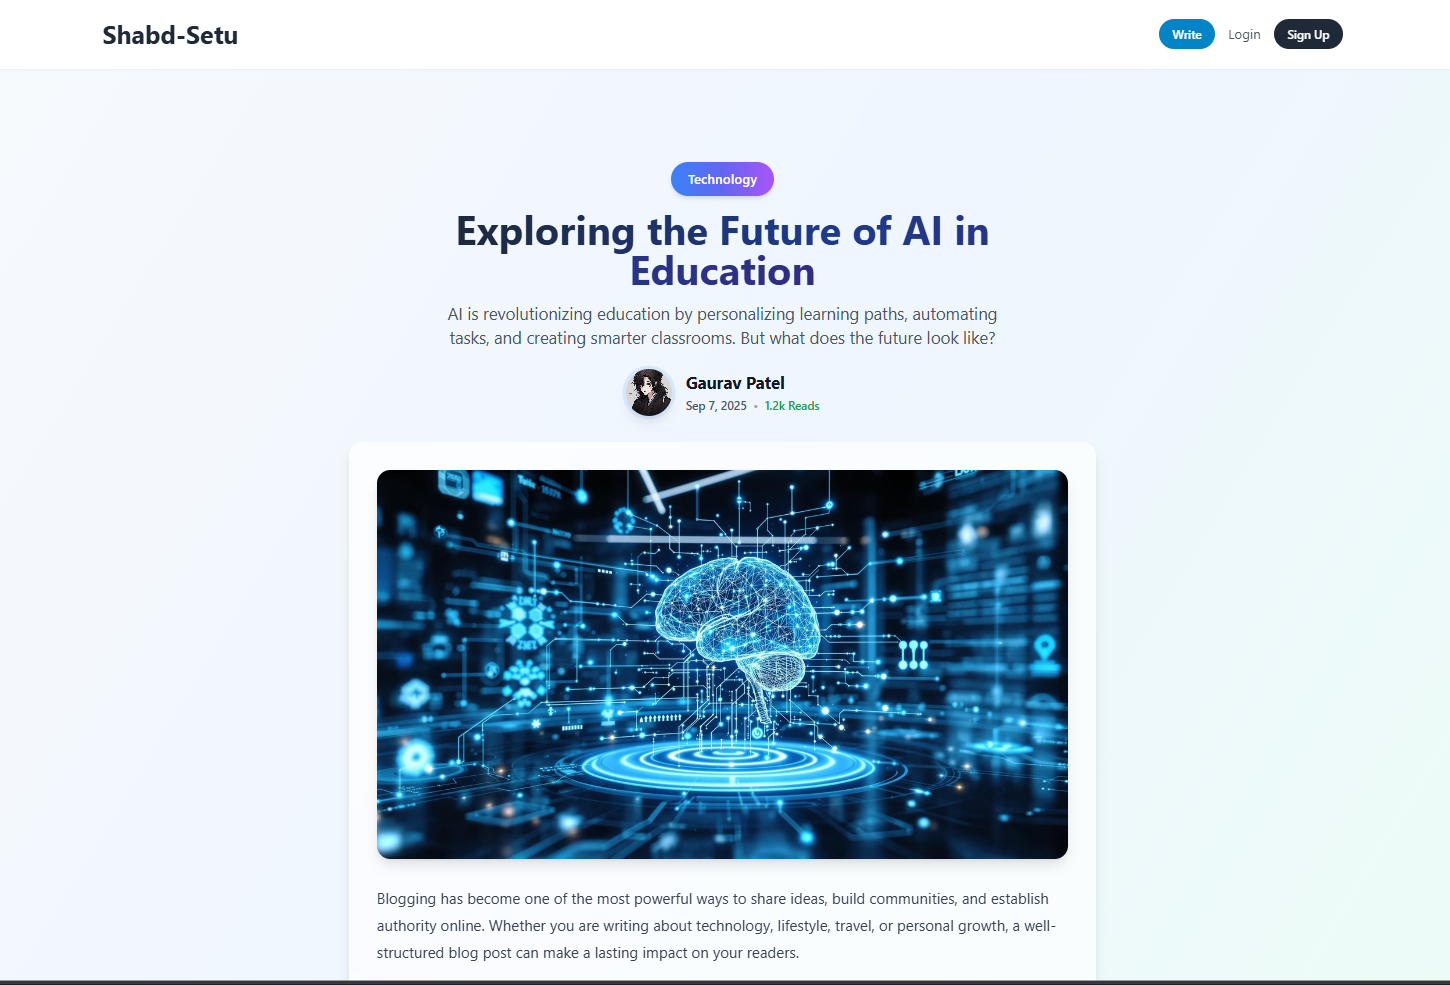 Shabd-Setu
Write Login Sign Up
Technology
Exploring the Future of AI in
Education
AI is revolutionizing education by personalizing learning paths, automating
tasks, and creating smarter classrooms. But what does the future look like?
Gaurav Patel
Sep 7, 2025 • 1.2k Reads
Blogging has become one of the most powerful ways to share ideas, build communities, and establish
authority online. Whether you are writing about technology, lifestyle, travel, or personal growth, a well-
structured blog post can make a lasting impact on your readers.